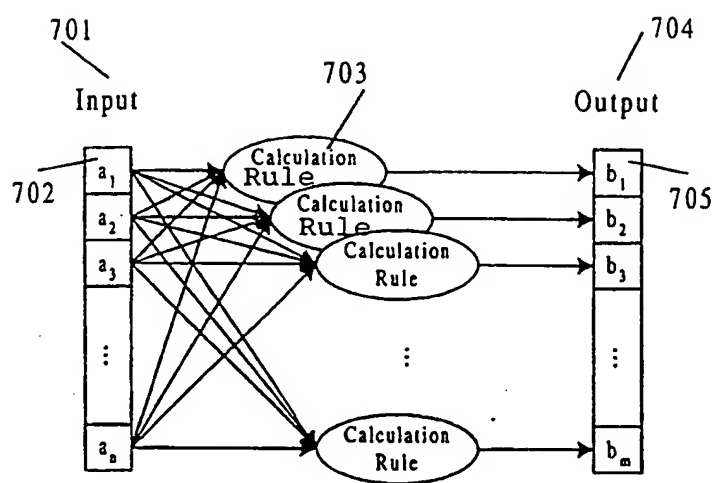 701
704
703
Input
Output
702
a₁
Calculation
Rule
b₁
705
a₂
Calculation
Rule
b₂
a₃
Calculation
Rule
b₃
⋮
⋮
⋮
aₙ
Calculation
Rule
bₘ